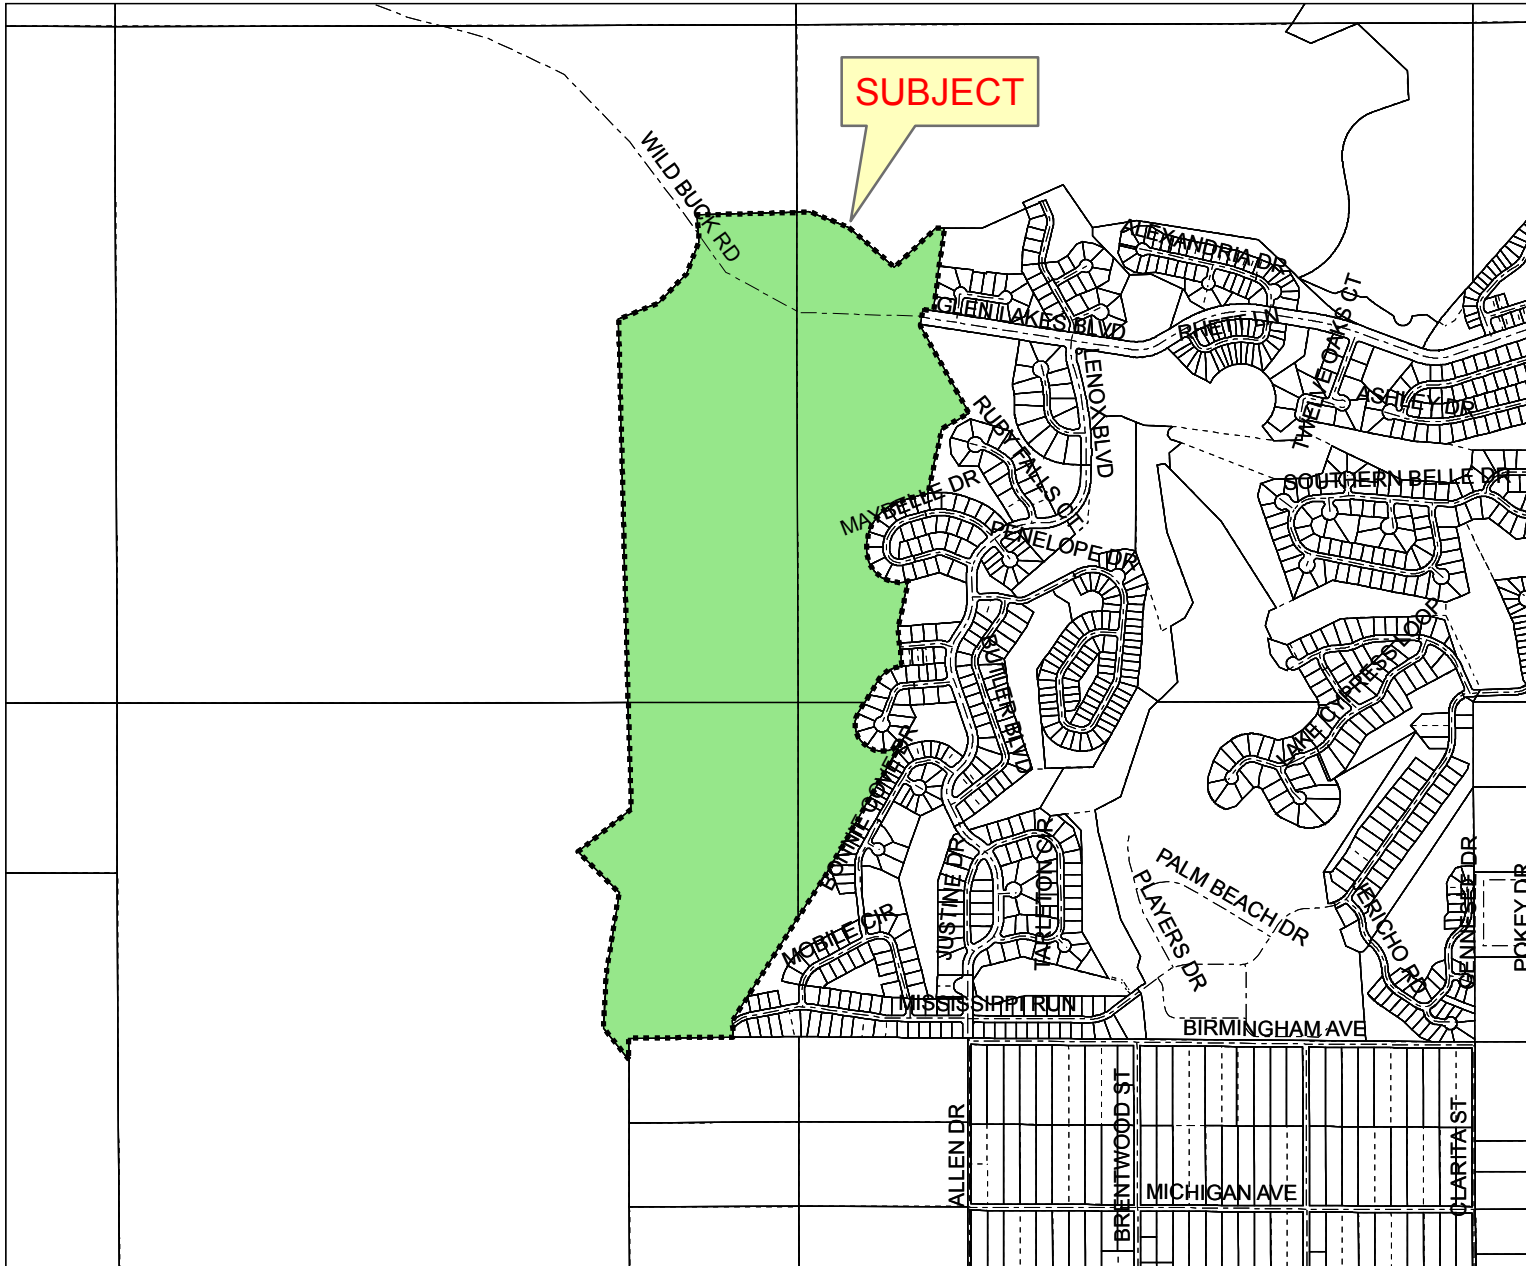 SUBJECT
WILD BUCK RD
ALEXANDRIA DR
GLEN LAKES BLVD
RHETT LN
TWELVE OAKS CT
ASHLEY DR
LENOX BLVD
RUBY FALLS CT
MAYBELLE DR
SOUTHERN BELLE DR
PENELOPE DR
BUTLER BLVD
LAKE CYPRESS LOOP
BONNIE COVE DR
JUSTINE DR
TARLETON CIR
PALM BEACH DR
PLAYERS DR
JERICHO RD
GENNESEE DR
POKEY DR
MOBILE CIR
MISSISSIPPI RUN
BIRMINGHAM AVE
ALLEN DR
BRENTWOOD ST
CLARITA ST
MICHIGAN AVE